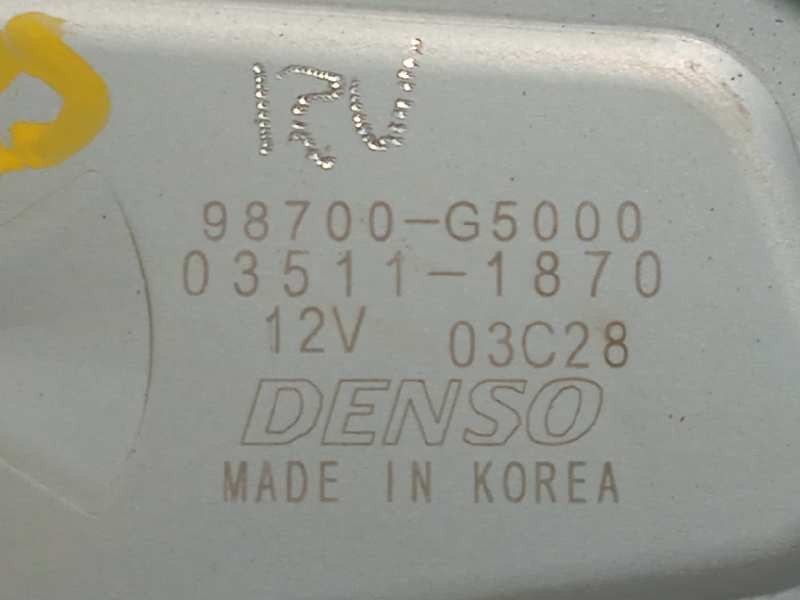 98700-G5000
03511-1870
12V 03C28
DENSO
MADE IN KOREA